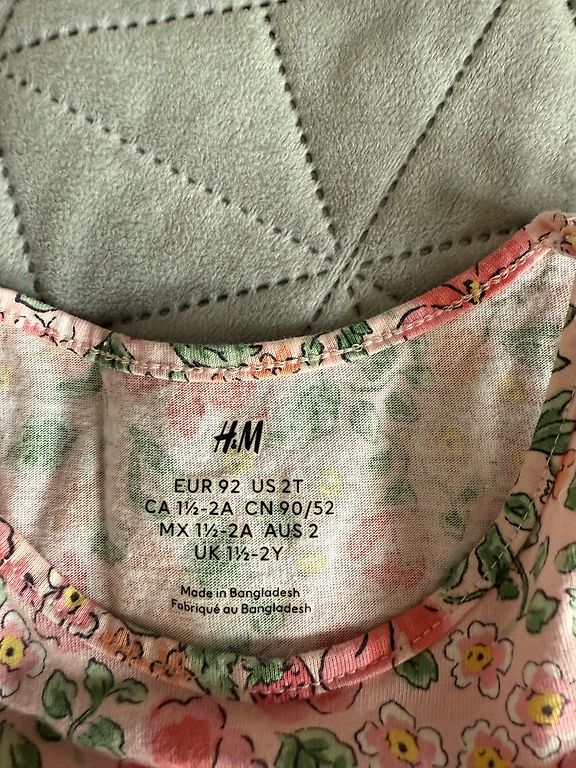 H&M
EUR 92 US 2T
CA 1½-2A CN 90/52
MX 1½-2A AUS 2
UK 1½-2Y
Made in Bangladesh
Fabriqué au Bangladesh